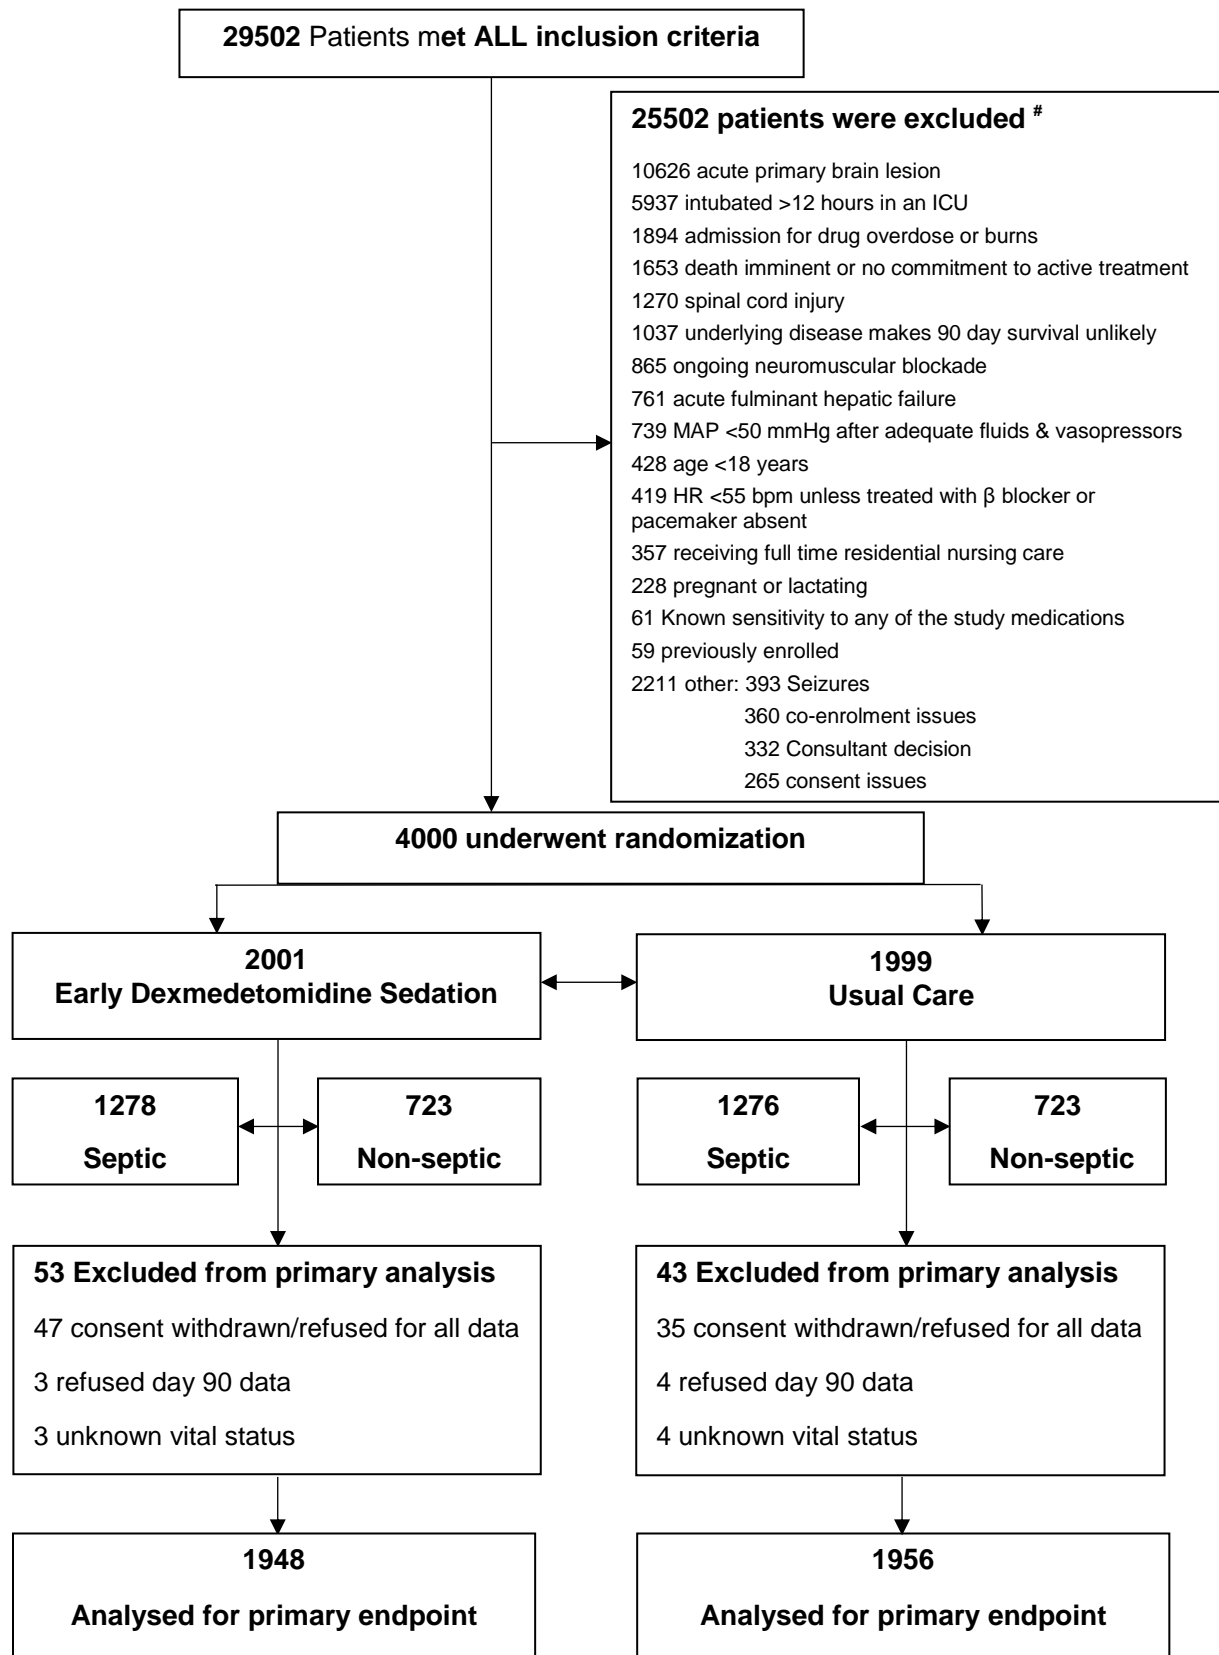 29502 Patients met ALL inclusion criteria
25502 patients were excluded #
10626 acute primary brain lesion
5937 intubated >12 hours in an ICU
1894 admission for drug overdose or burns
1653 death imminent or no commitment to active treatment
1270 spinal cord injury
1037 underlying disease makes 90 day survival unlikely
865 ongoing neuromuscular blockade
761 acute fulminant hepatic failure
739 MAP <50 mmHg after adequate fluids & vasopressors
428 age <18 years
419 HR <55 bpm unless treated with β blocker or
pacemaker absent
357 receiving full time residential nursing care
228 pregnant or lactating
61 Known sensitivity to any of the study medications
59 previously enrolled
2211 other: 393 Seizures
360 co-enrolment issues
332 Consultant decision
265 consent issues
4000 underwent randomization
2001
Early Dexmedetomidine Sedation
1999
Usual Care
1278
Septic
723
Non-septic
1276
Septic
723
Non-septic
53 Excluded from primary analysis
47 consent withdrawn/refused for all data
3 refused day 90 data
3 unknown vital status
43 Excluded from primary analysis
35 consent withdrawn/refused for all data
4 refused day 90 data
4 unknown vital status
1948
Analysed for primary endpoint
1956
Analysed for primary endpoint